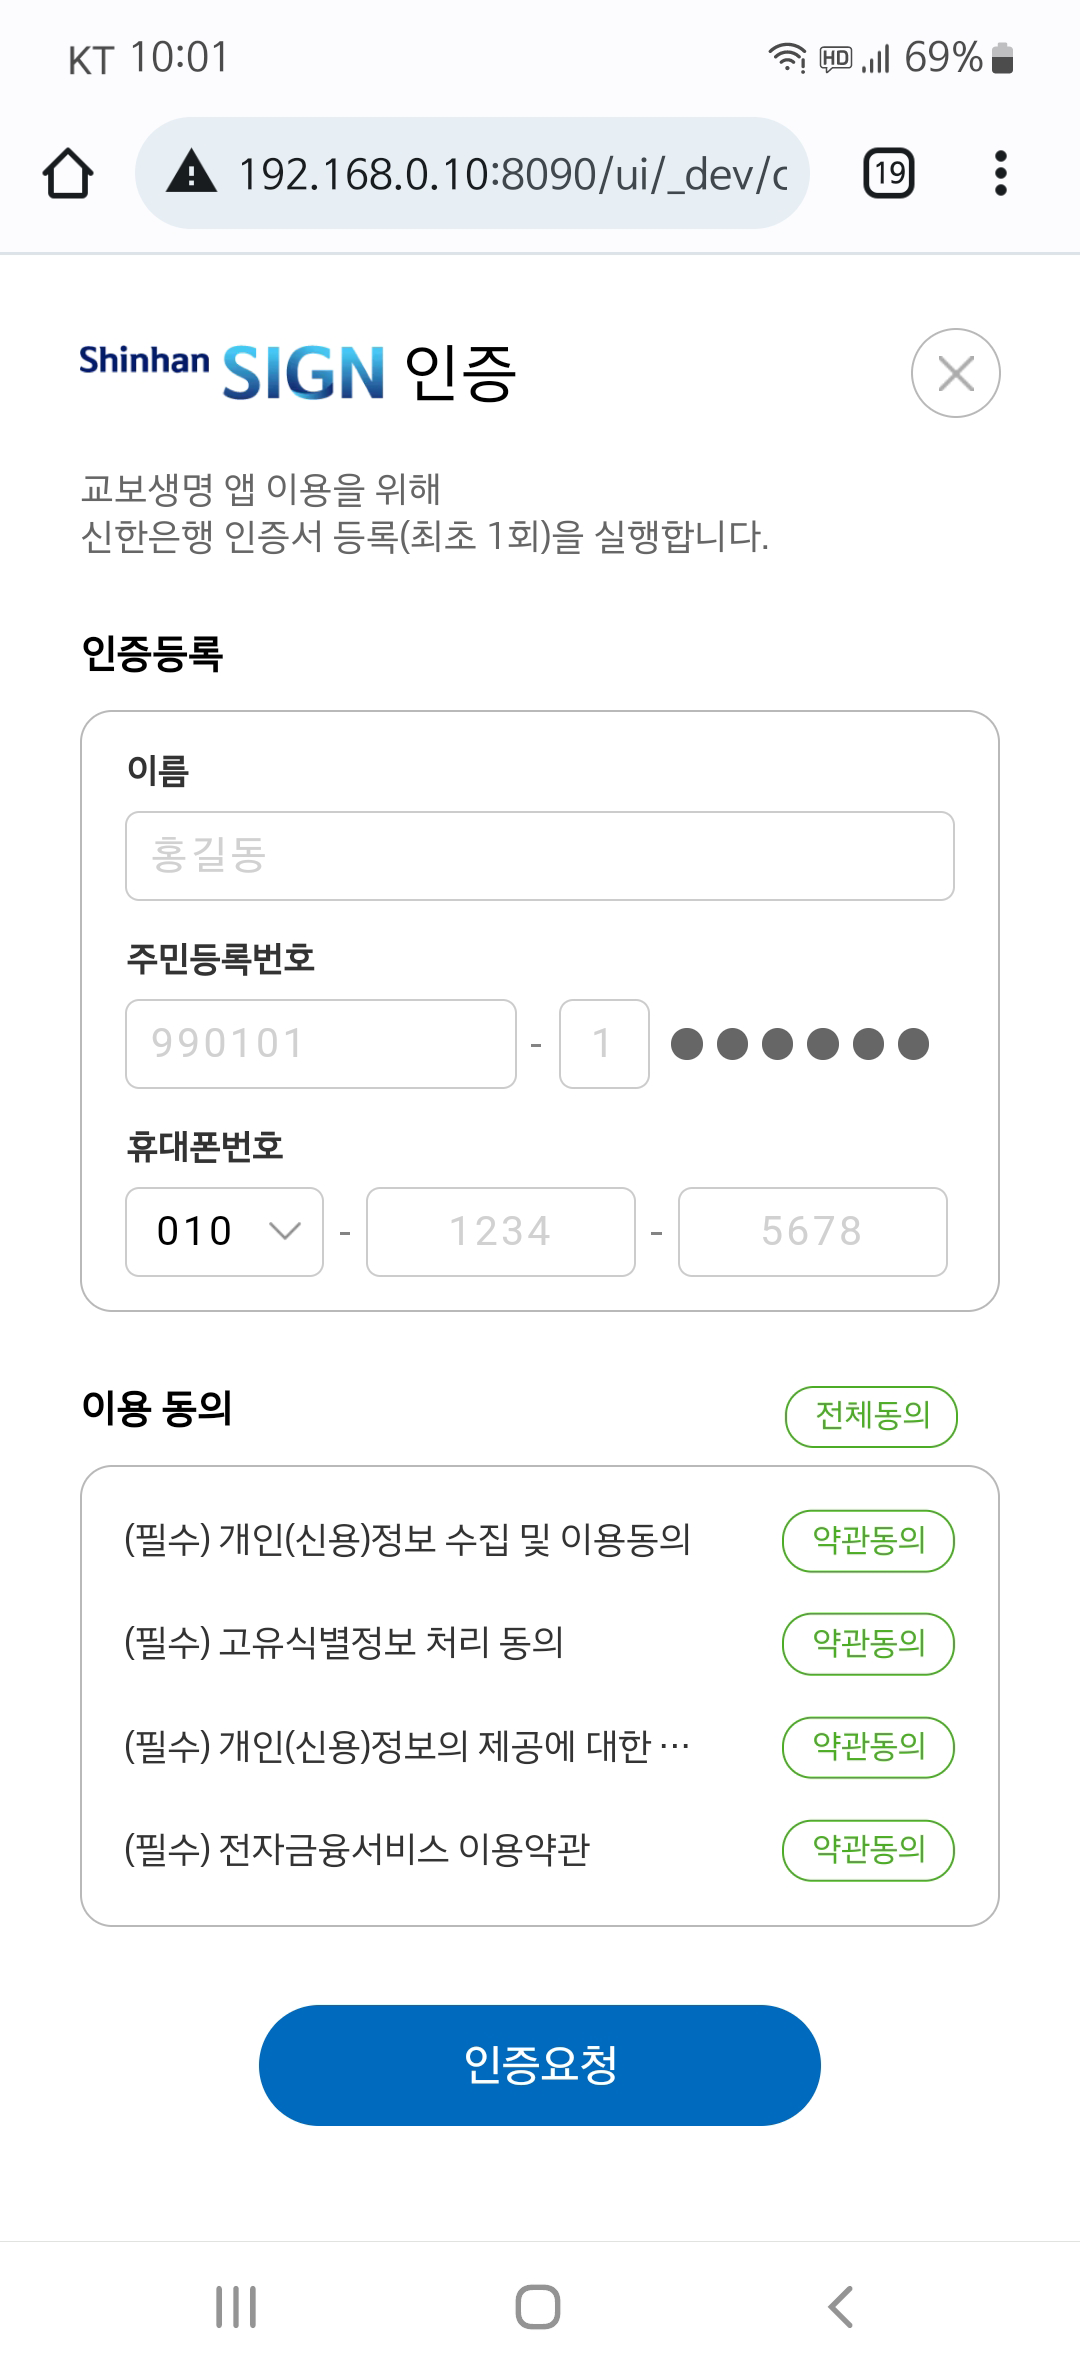 KT 10:01
HD 69%
192.168.0.10:8090/ui/_dev/c
19
Shinhan SIGN 인증
교보생명 앱 이용을 위해
신한은행 인증서 등록(최초 1회)을 실행합니다.
인증등록
이름
홍길동
주민등록번호
990101 - 1 ●●●●●●
휴대폰번호
010 - 1234 - 5678
이용 동의 전체동의
(필수) 개인(신용)정보 수집 및 이용동의 약관동의
(필수) 고유식별정보 처리 동의 약관동의
(필수) 개인(신용)정보의 제공에 대한 … 약관동의
(필수) 전자금융서비스 이용약관 약관동의
인증요청